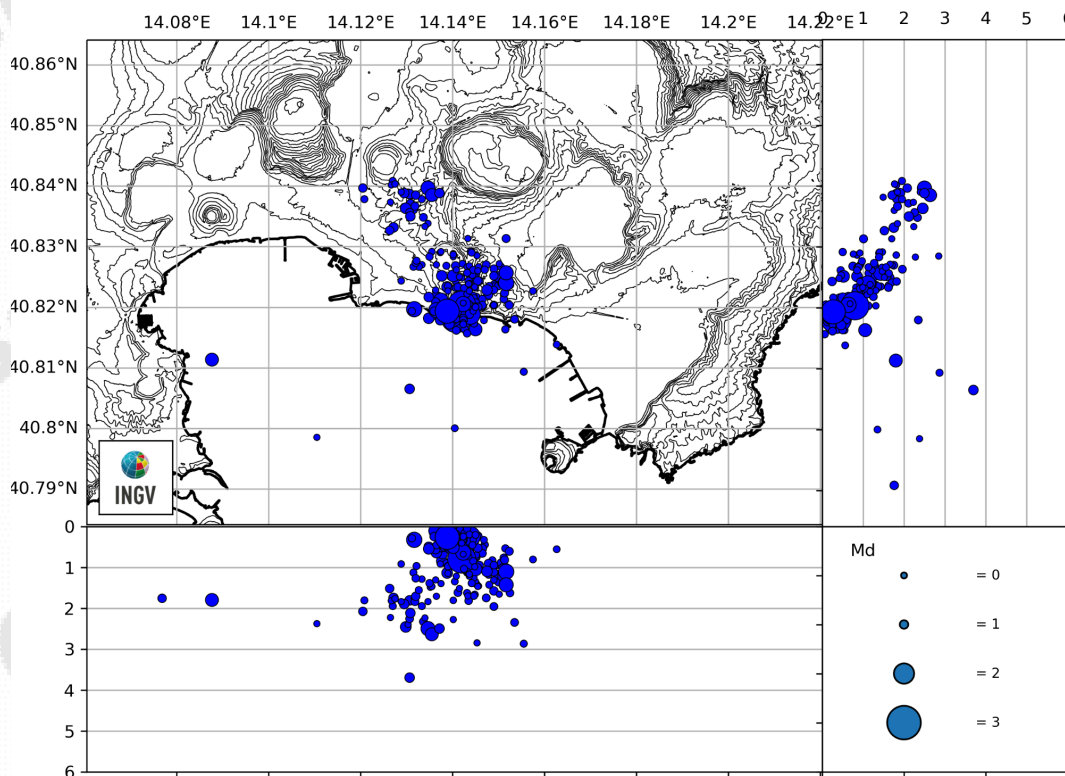 14.08°E 14.1°E 14.12°E 14.14°E 14.16°E 14.18°E 14.2°E 14.22°E
0 1 2 3 4 5 6
40.86°N
40.85°N
40.84°N
40.83°N
40.82°N
40.81°N
40.8°N
40.79°N
INGV
0
1
2
3
4
5
6
Md
= 0
= 1
= 2
= 3